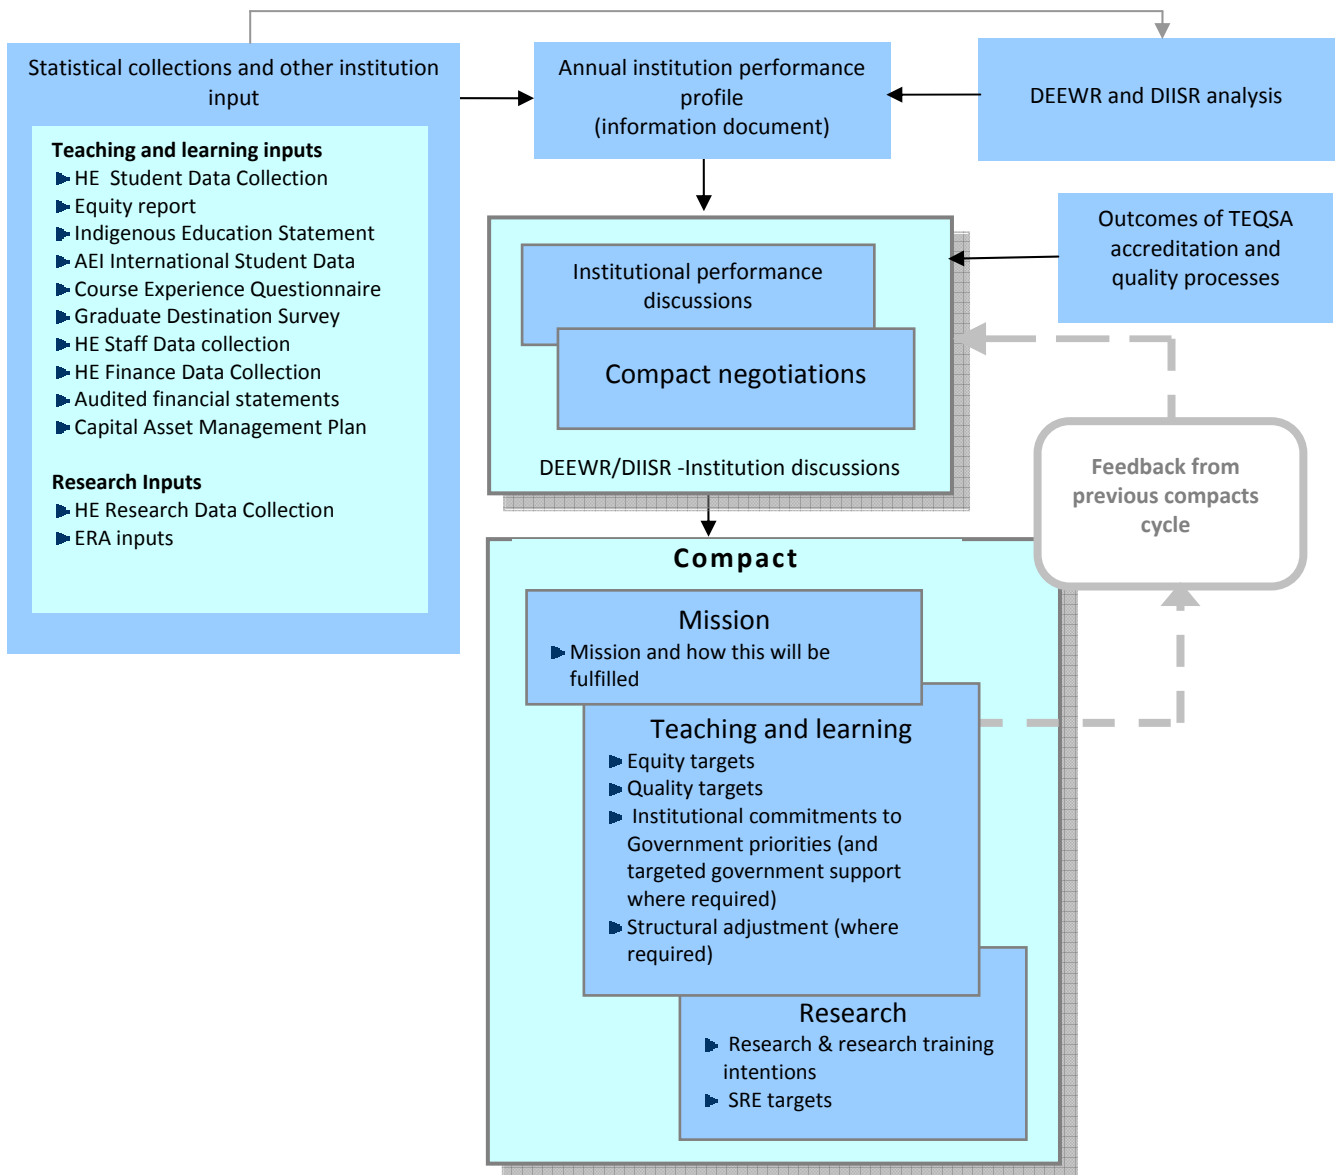 Statistical collections and other institution
input
Teaching and learning inputs
HE Student Data Collection
Equity report
Indigenous Education Statement
AEI International Student Data
Course Experience Questionnaire
Graduate Destination Survey
HE Staff Data collection
HE Finance Data Collection
Audited financial statements
Capital Asset Management Plan
Research Inputs
HE Research Data Collection
ERA inputs
Annual institution performance
profile
(information document)
DEEWR and DIISR analysis
Outcomes of TEQSA
accreditation and
quality processes
Institutional performance
discussions
Compact negotiations
DEEWR/DIISR -Institution discussions
Feedback from
previous compacts
cycle
Compact
Mission
Mission and how this will be
fulfilled
Teaching and learning
Equity targets
Quality targets
Institutional commitments to
Government priorities (and
targeted government support
where required)
Structural adjustment (where
required)
Research
Research & research training
intentions
SRE targets